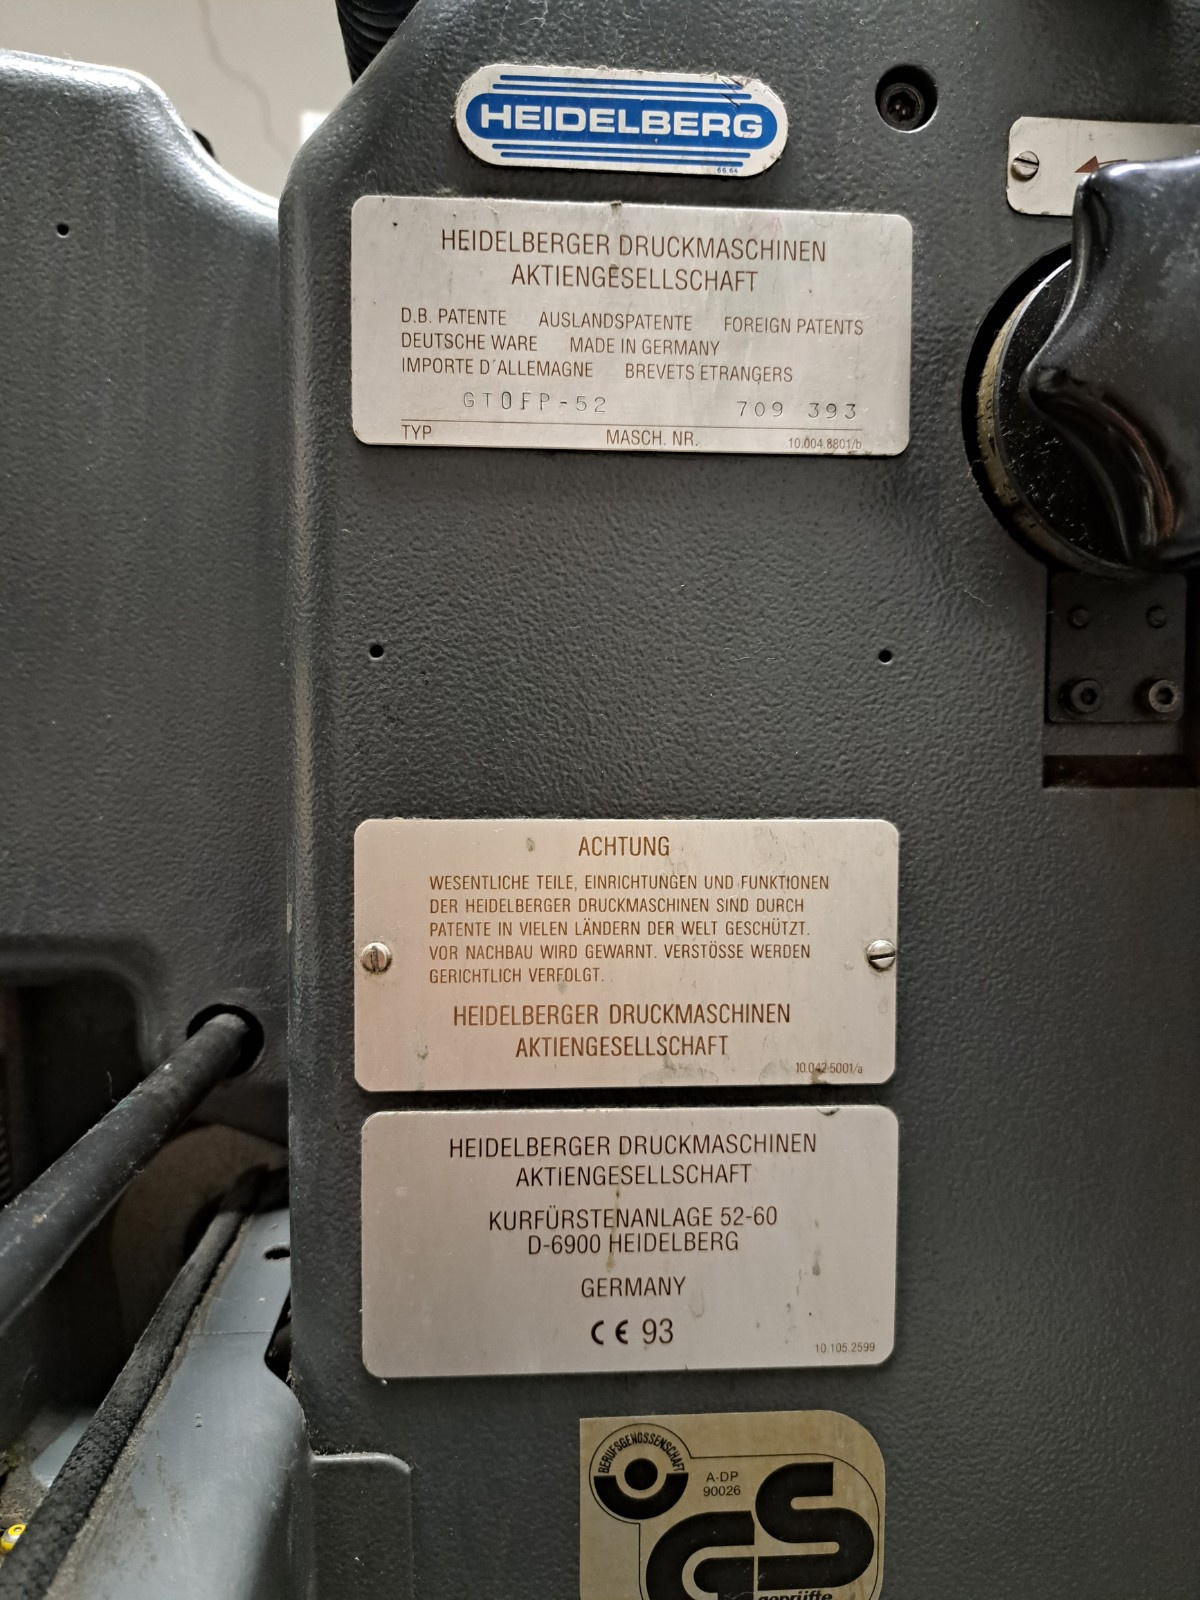 HEIDELBERG
66.64
HEIDELBERGER DRUCKMASCHINEN
AKTIENGESELLSCHAFT
D.B. PATENTE AUSLANDSPATENTE FOREIGN PATENTS
DEUTSCHE WARE MADE IN GERMANY
IMPORTE D´ALLEMAGNE BREVETS ETRANGERS
GTOFP-52 709 393
TYP MASCH. NR. 10.004.8801/b
ACHTUNG
WESENTLICHE TEILE, EINRICHTUNGEN UND FUNKTIONEN
DER HEIDELBERGER DRUCKMASCHINEN SIND DURCH
PATENTE IN VIELEN LÄNDERN DER WELT GESCHÜTZT.
VOR NACHBAU WIRD GEWARNT. VERSTÖSSE WERDEN
GERICHTLICH VERFOLGT.
HEIDELBERGER DRUCKMASCHINEN
AKTIENGESELLSCHAFT
10.042.5001/a
HEIDELBERGER DRUCKMASCHINEN
AKTIENGESELLSCHAFT
KURFÜRSTENANLAGE 52-60
D-6900 HEIDELBERG
GERMANY
CE 93
10.105.2599
BERUFSGENOSSENSCHAFT
A-DP
90026
GS
geprüfte